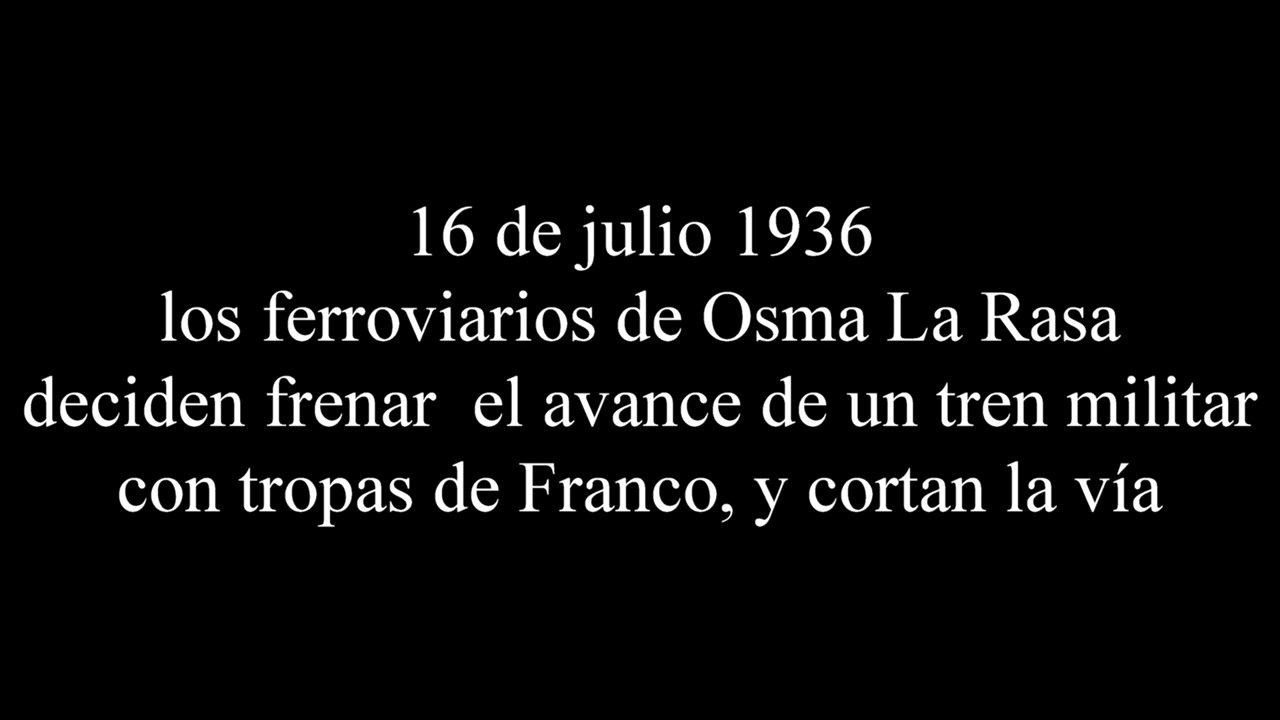 16 de julio 1936
los ferroviarios de Osma La Rasa
deciden frenar  el avance de un tren militar
con tropas de Franco, y cortan la vía